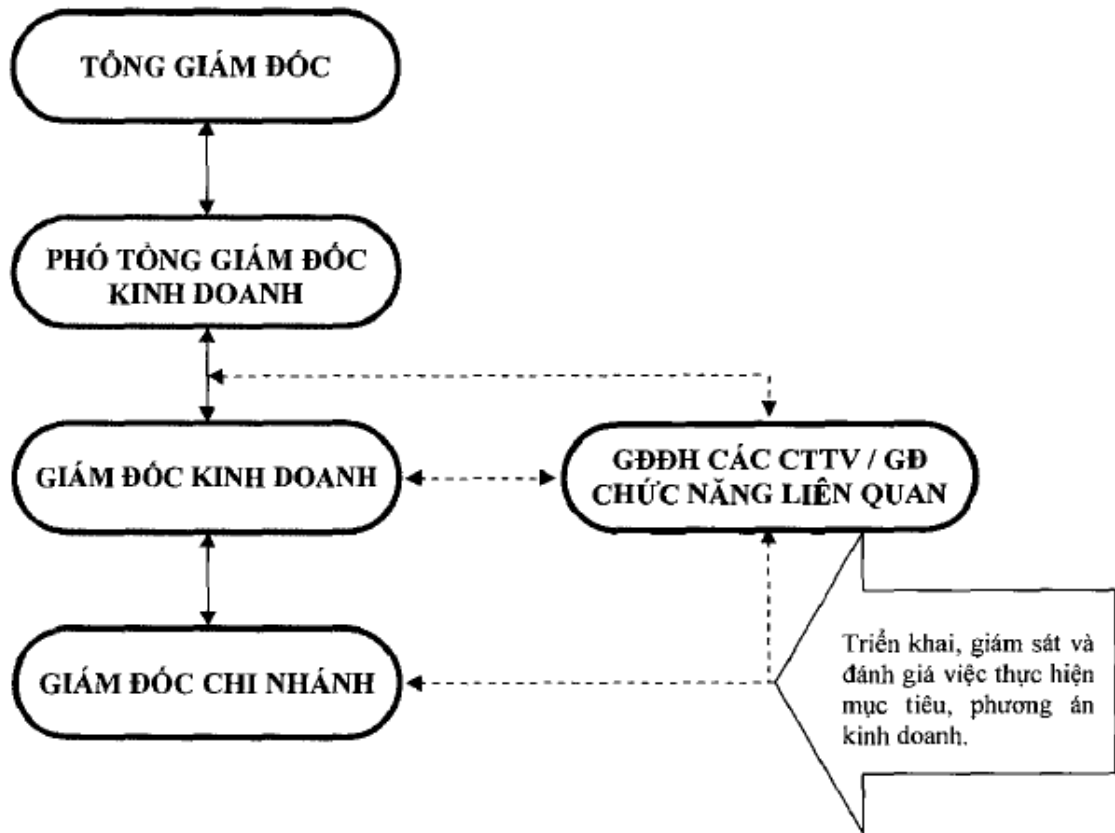 TỔNG GIÁM ĐỐC
PHÓ TỔNG GIÁM ĐỐC
KINH DOANH
GIÁM ĐỐC KINH DOANH
GĐĐH CÁC CTTV / GĐ
CHỨC NĂNG LIÊN QUAN
GIÁM ĐỐC CHI NHÁNH
Triển khai, giám sát và
đánh giá việc thực hiện
mục tiêu, phương án
kinh doanh.